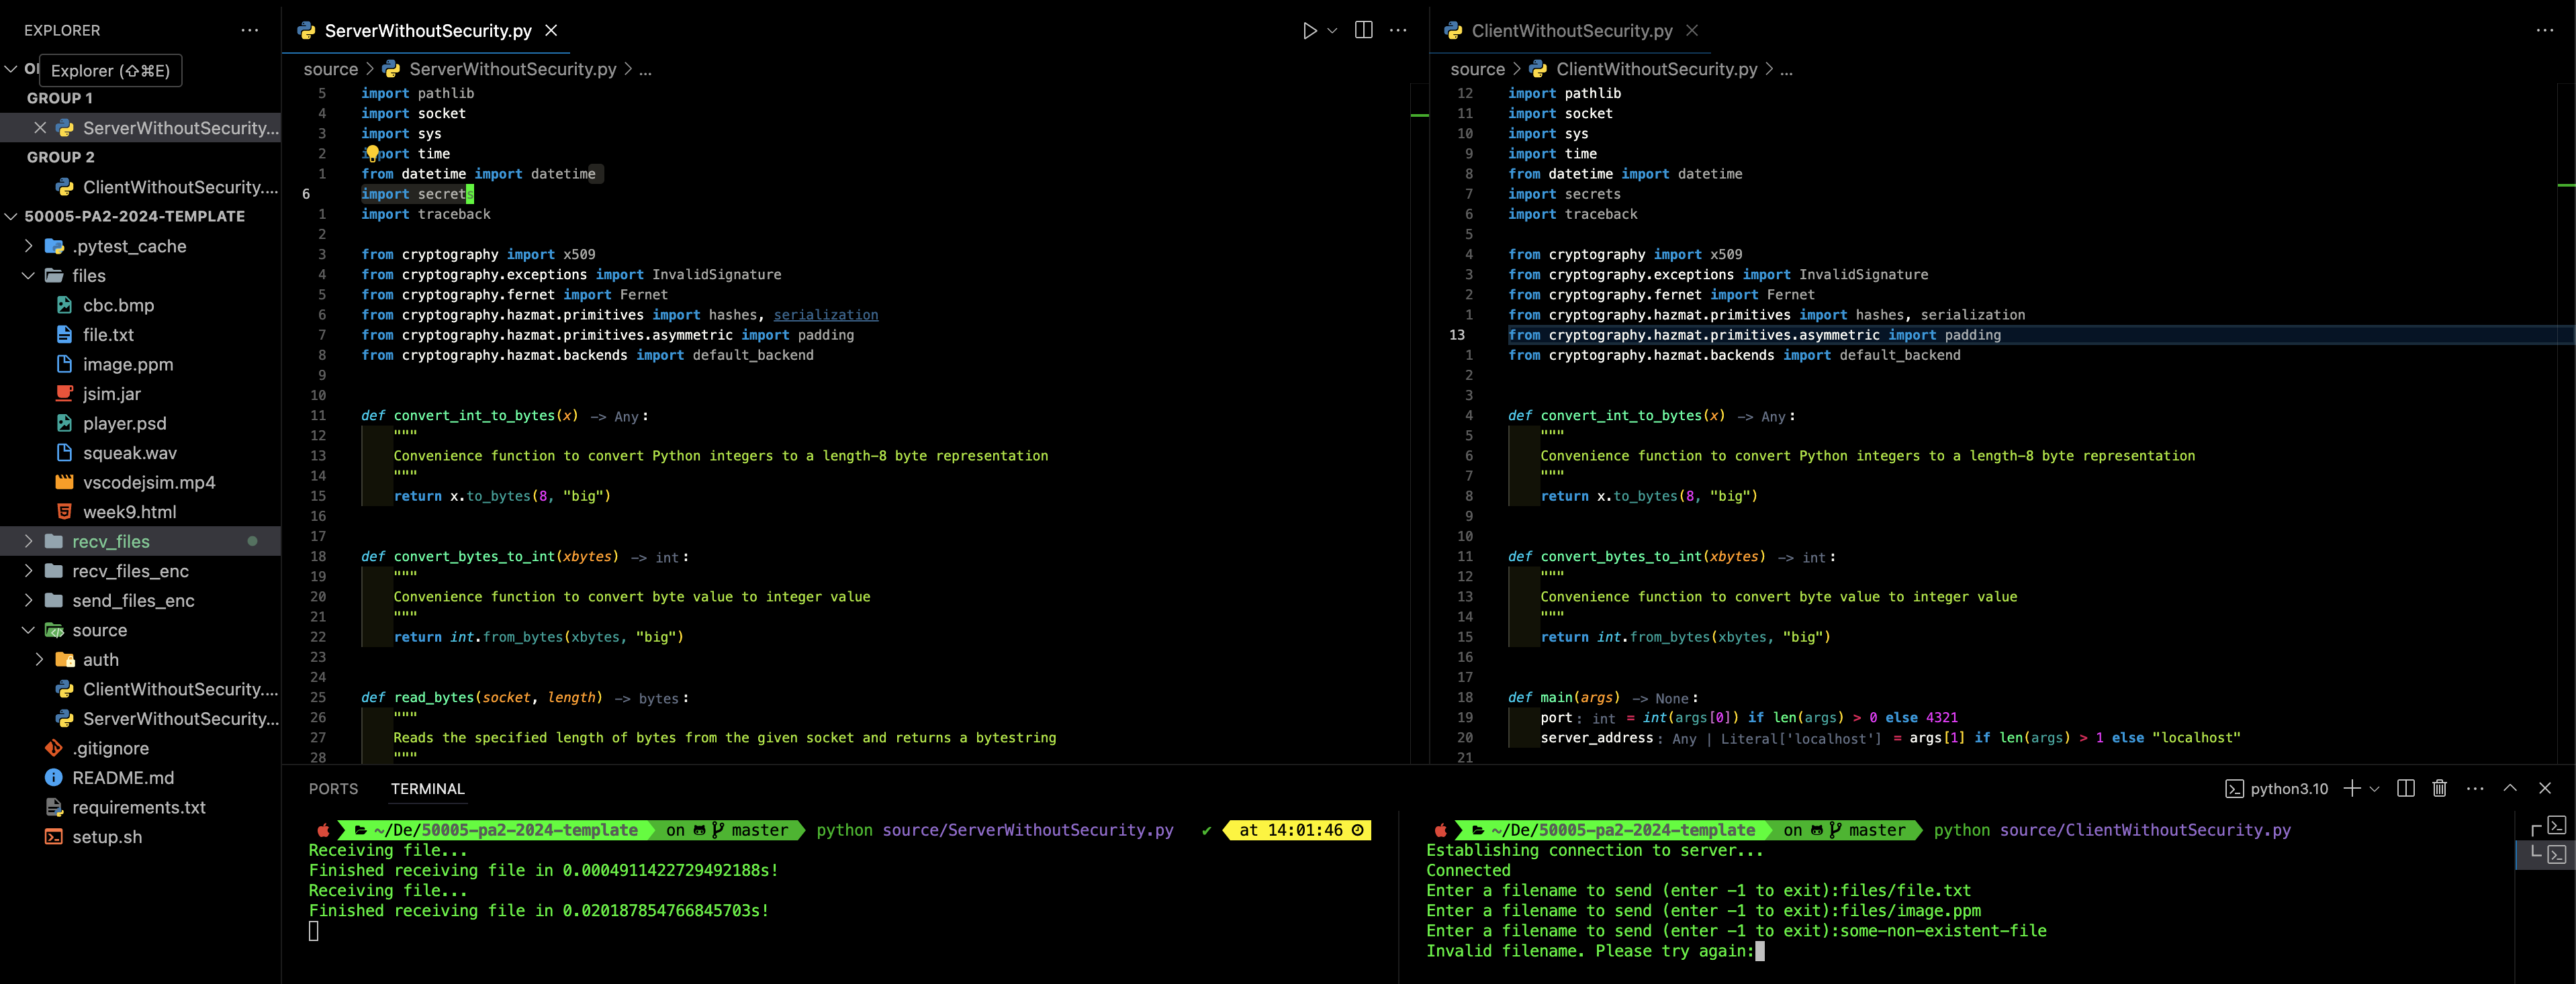 EXPLORER
Explorer (⇧⌘E)
GROUP 1
ServerWithoutSecurity...
GROUP 2
ClientWithoutSecurity....
50005-PA2-2024-TEMPLATE
.pytest_cache
files
cbc.bmp
file.txt
image.ppm
jsim.jar
player.psd
squeak.wav
vscodejsim.mp4
week9.html
recv_files
recv_files_enc
send_files_enc
source
auth
ClientWithoutSecurity....
ServerWithoutSecurity...
.gitignore
README.md
requirements.txt
setup.sh
ServerWithoutSecurity.py
source > ServerWithoutSecurity.py > ...
5 import pathlib
4 import socket
3 import sys
2 import time
1 from datetime import datetime
6 import secrets
1 import traceback
2
3 from cryptography import x509
4 from cryptography.exceptions import InvalidSignature
5 from cryptography.fernet import Fernet
6 from cryptography.hazmat.primitives import hashes, serialization
7 from cryptography.hazmat.primitives.asymmetric import padding
8 from cryptography.hazmat.backends import default_backend
9
10
11 def convert_int_to_bytes(x) -> Any:
12 """
13 Convenience function to convert Python integers to a length-8 byte representation
14 """
15 return x.to_bytes(8, "big")
16
17
18 def convert_bytes_to_int(xbytes) -> int:
19 """
20 Convenience function to convert byte value to integer value
21 """
22 return int.from_bytes(xbytes, "big")
23
24
25 def read_bytes(socket, length) -> bytes:
26 """
27 Reads the specified length of bytes from the given socket and returns a bytestring
28 """
ClientWithoutSecurity.py
source > ClientWithoutSecurity.py > ...
12 import pathlib
11 import socket
10 import sys
9 import time
8 from datetime import datetime
7 import secrets
6 import traceback
5
4 from cryptography import x509
3 from cryptography.exceptions import InvalidSignature
2 from cryptography.fernet import Fernet
1 from cryptography.hazmat.primitives import hashes, serialization
13 from cryptography.hazmat.primitives.asymmetric import padding
1 from cryptography.hazmat.backends import default_backend
2
3
4 def convert_int_to_bytes(x) -> Any:
5 """
6 Convenience function to convert Python integers to a length-8 byte representation
7 """
8 return x.to_bytes(8, "big")
9
10
11 def convert_bytes_to_int(xbytes) -> int:
12 """
13 Convenience function to convert byte value to integer value
14 """
15 return int.from_bytes(xbytes, "big")
16
17
18 def main(args) -> None:
19 port: int = int(args[0]) if len(args) > 0 else 4321
20 server_address: Any | Literal['localhost'] = args[1] if len(args) > 1 else "localhost"
21
PORTS TERMINAL
python3.10
~/De/50005-pa2-2024-template on master python source/ServerWithoutSecurity.py ✔ at 14:01:46
Receiving file...
Finished receiving file in 0.0004911422729492188s!
Receiving file...
Finished receiving file in 0.020187854766845703s!
~/De/50005-pa2-2024-template on master python source/ClientWithoutSecurity.py
Establishing connection to server...
Connected
Enter a filename to send (enter -1 to exit):files/file.txt
Enter a filename to send (enter -1 to exit):files/image.ppm
Enter a filename to send (enter -1 to exit):some-non-existent-file
Invalid filename. Please try again: